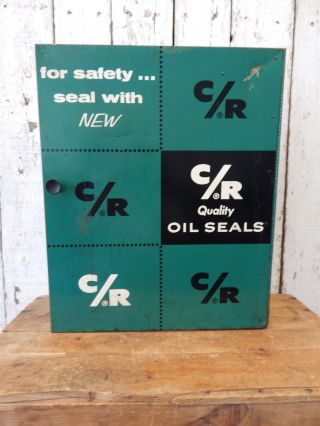 for safety...
seal with
NEW
C/R®
C/R®
C/R®
Quality
OIL SEALS
C/R®
C/R®